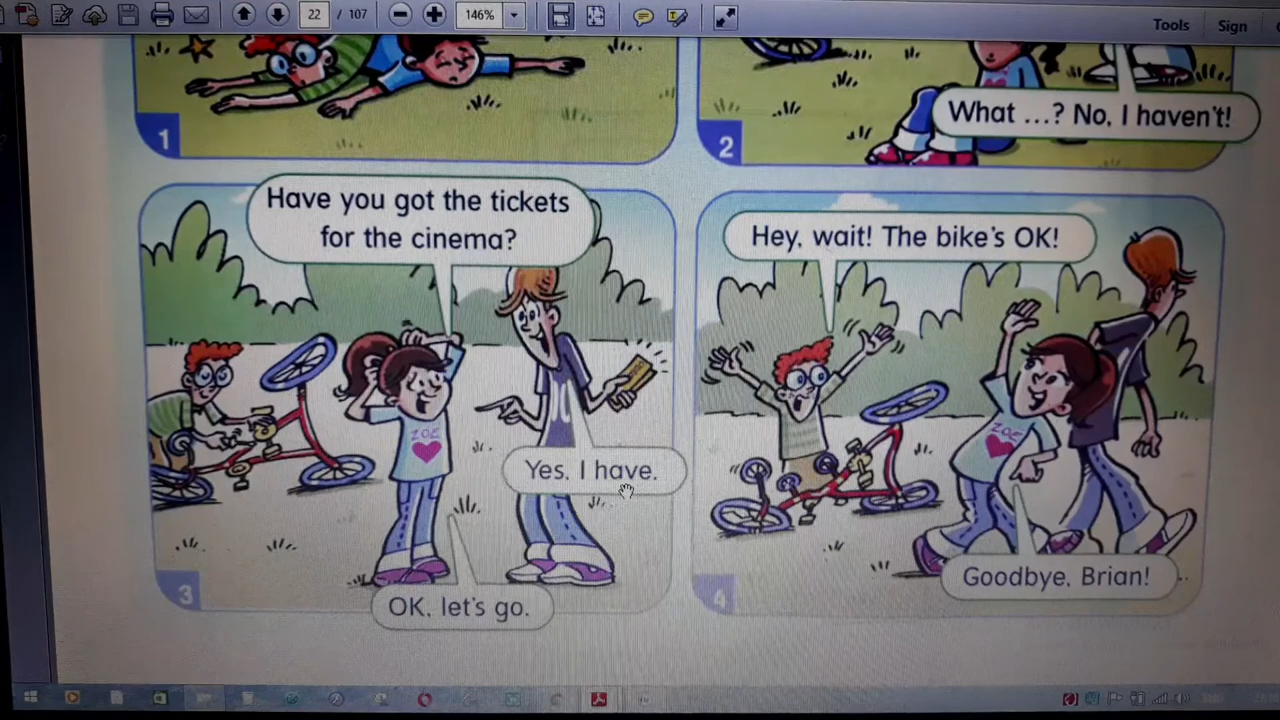 22 / 107
146%
Tools
Sign
1
2
What ...? No, I haven't!
Have you got the tickets
for the cinema?
Hey, wait! The bike's OK!
ZOE
Yes, I have.
ZOE
3
OK, let's go.
4
Goodbye, Brian!